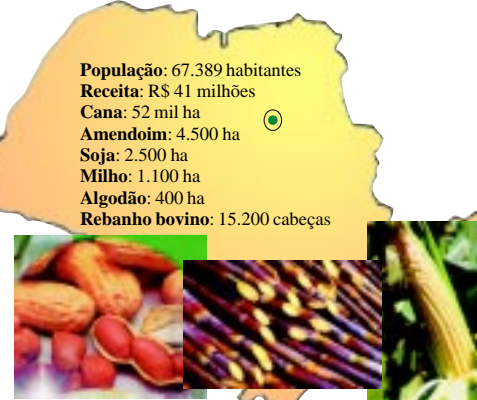 População: 67.389 habitantes
Receita: R$ 41 milhões
Cana: 52 mil ha
Amendoim: 4.500 ha
Soja: 2.500 ha
Milho: 1.100 ha
Algodão: 400 ha
Rebanho bovino: 15.200 cabeças